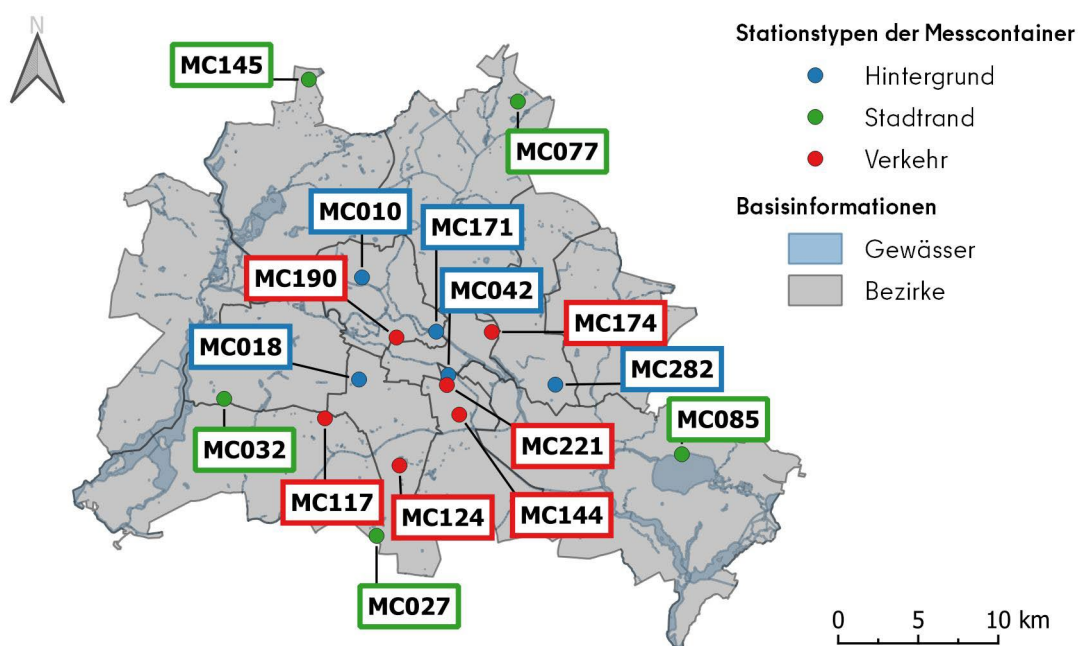 N
Stationstypen der Messcontainer
Hintergrund
Stadtrand
Verkehr
Basisinformationen
Gewässer
Bezirke
MC145
MC077
MC010
MC171
MC190
MC042
MC174
MC018
MC282
MC085
MC032
MC221
MC117
MC124
MC144
MC027
0 5 10 km